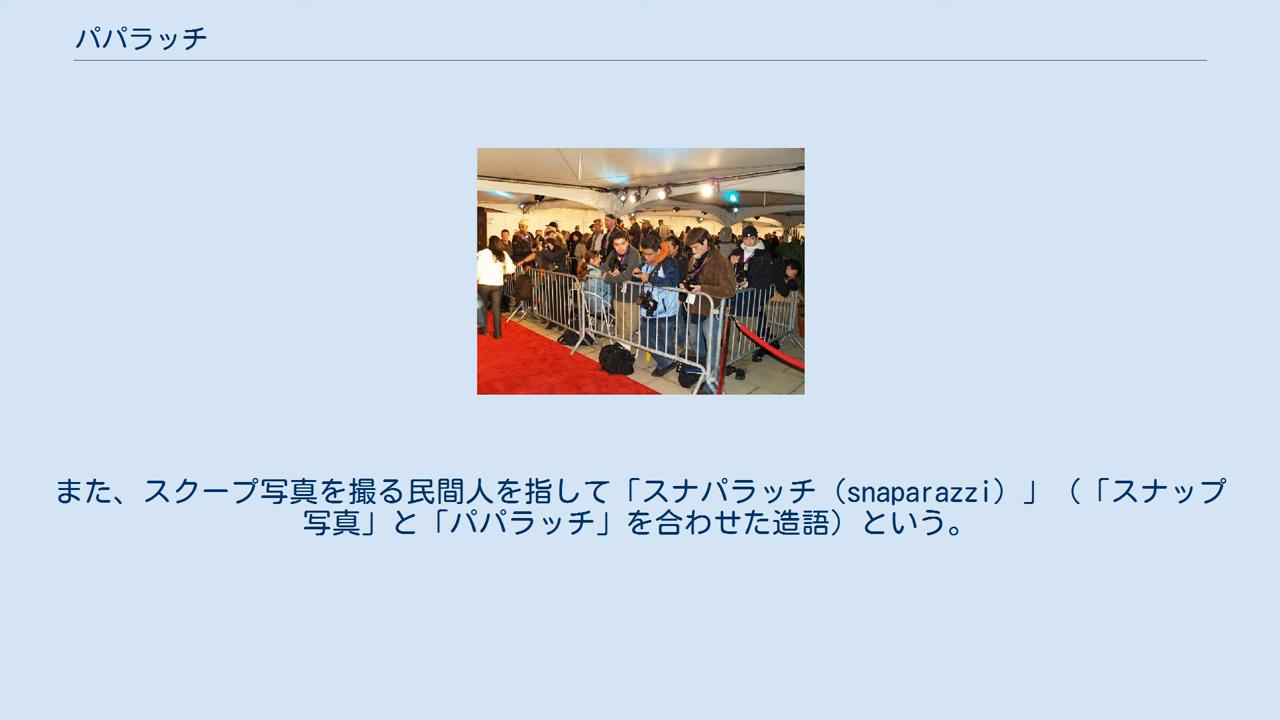 パパラッチ
また、スクープ写真を撮る民間人を指して「スナパラッチ（snaparazzi）」（「スナップ
写真」と「パパラッチ」を合わせた造語）という。